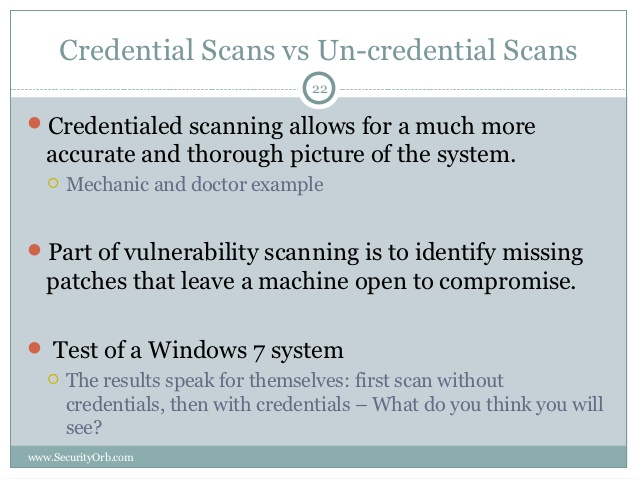 Credential Scans vs Un-credential Scans
22
Credentialed scanning allows for a much more
accurate and thorough picture of the system.
Mechanic and doctor example
Part of vulnerability scanning is to identify missing
patches that leave a machine open to compromise.
Test of a Windows 7 system
The results speak for themselves: first scan without
credentials, then with credentials – What do you think you will
see?
www.SecurityOrb.com